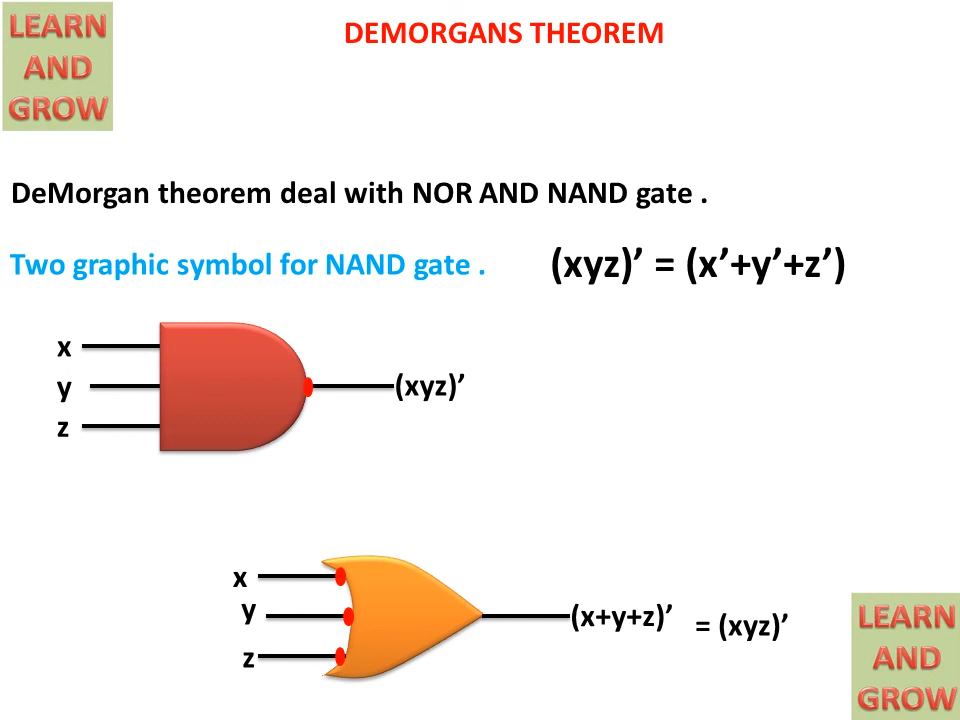 LEARN
AND
GROW
DEMORGANS THEOREM
DeMorgan theorem deal with NOR AND NAND gate .
Two graphic symbol for NAND gate .
(xyz)’ = (x’+y’+z’)
x
y
z
(xyz)’
x
y
z
(x+y+z)’
= (xyz)’
LEARN
AND
GROW